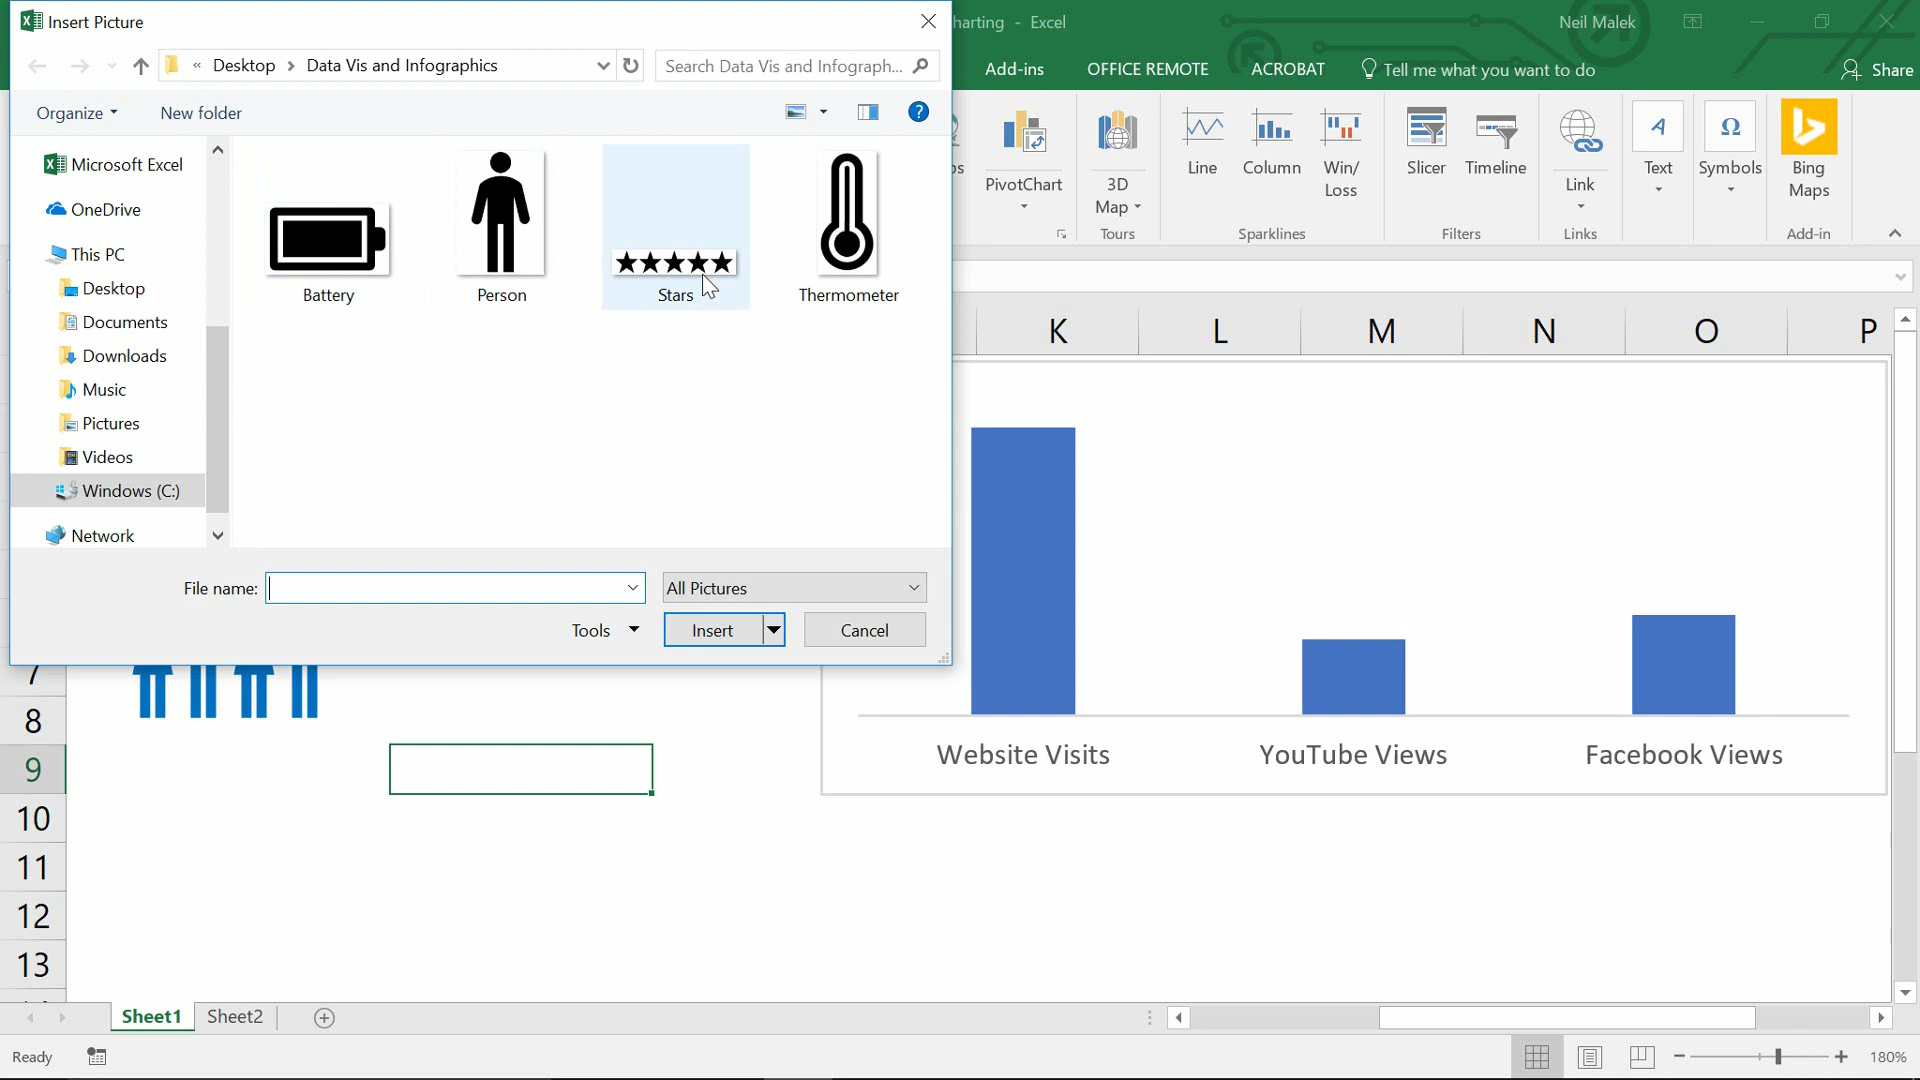 Insert Picture
harting - Excel
Neil Malek
« Desktop > Data Vis and Infographics
Search Data Vis and Infograph...
Add-ins
OFFICE REMOTE
ACROBAT
Tell me what you want to do
Share
Organize
New folder
Microsoft Excel
OneDrive
This PC
Desktop
Documents
Downloads
Music
Pictures
Videos
Windows (C:)
Network
Battery
Person
Stars
Thermometer
File name:
All Pictures
Tools
Insert
Cancel
ps
PivotChart
3D
Map
Tours
Line
Column
Win/
Loss
Sparklines
Slicer
Timeline
Filters
Link
Links
Text
Symbols
Bing
Maps
Add-in
K
L
M
N
O
P
7
8
9
10
11
12
13
Website Visits
YouTube Views
Facebook Views
Sheet1
Sheet2
Ready
180%